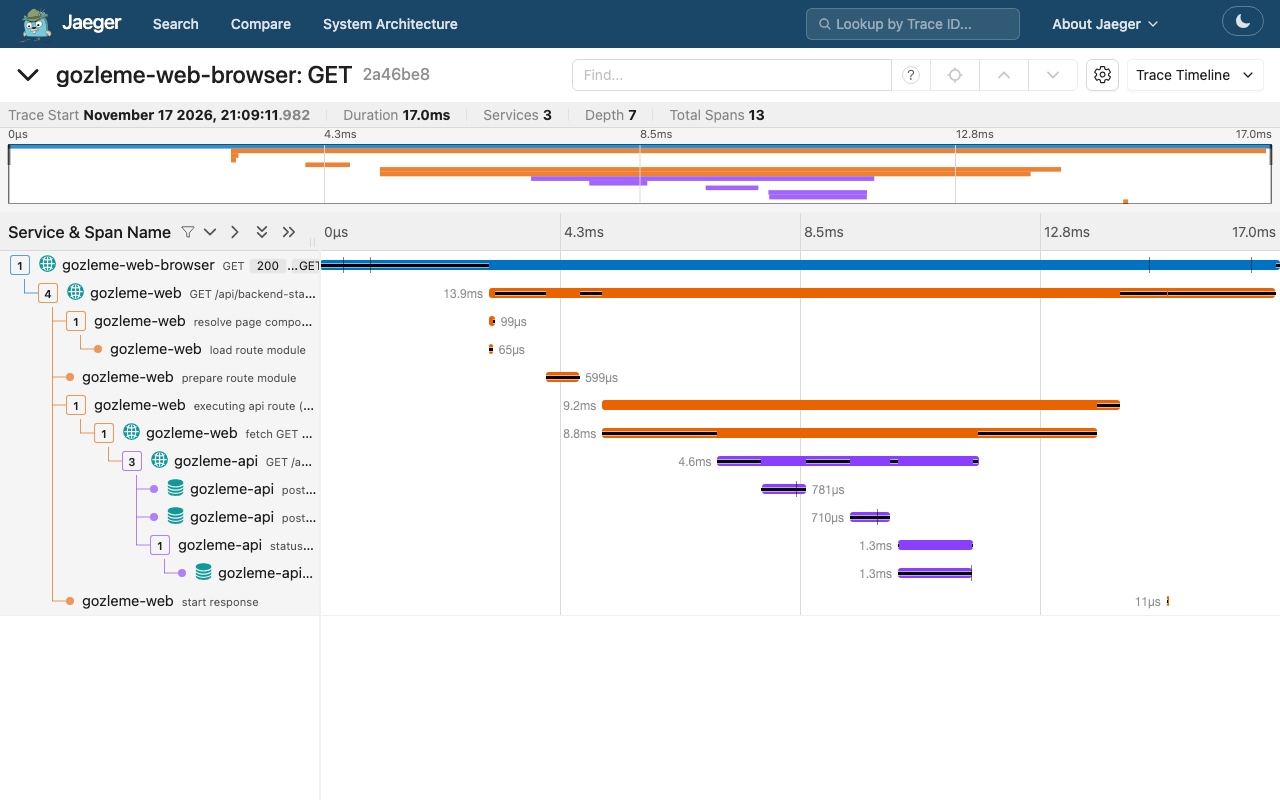 Jaeger Search Compare System Architecture Lookup by Trace ID... About Jaeger
gozleme-web-browser: GET 2a46be8 Find... ? Trace Timeline
Trace Start November 17 2026, 21:09:11.982 Duration 17.0ms Services 3 Depth 7 Total Spans 13
0μs 4.3ms 8.5ms 12.8ms 17.0ms
Service & Span Name 0μs 4.3ms 8.5ms 12.8ms 17.0ms
1 gozleme-web-browser GET 200 ...GET
4 gozleme-web GET /api/backend-sta... 13.9ms
1 gozleme-web resolve page compo... 99μs
gozleme-web load route module 65μs
gozleme-web prepare route module 599μs
1 gozleme-web executing api route (... 9.2ms
1 gozleme-web fetch GET ... 8.8ms
3 gozleme-api GET /a... 4.6ms
gozleme-api post... 781μs
gozleme-api post... 710μs
1 gozleme-api status... 1.3ms
gozleme-api... 1.3ms
gozleme-web start response 11μs